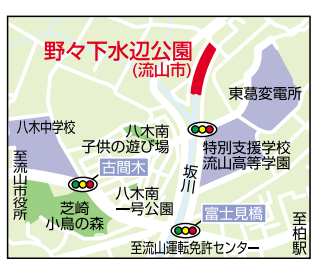 野々下水辺公園
(流山市)
東葛変電所
八木中学校
八木南
子供の遊び場
特別支援学校
流山高等学園
古間木
坂川
至流山市役所
八木南
一号公園
芝崎
小鳥の森
富士見橋
至柏駅
至流山運転免許センター